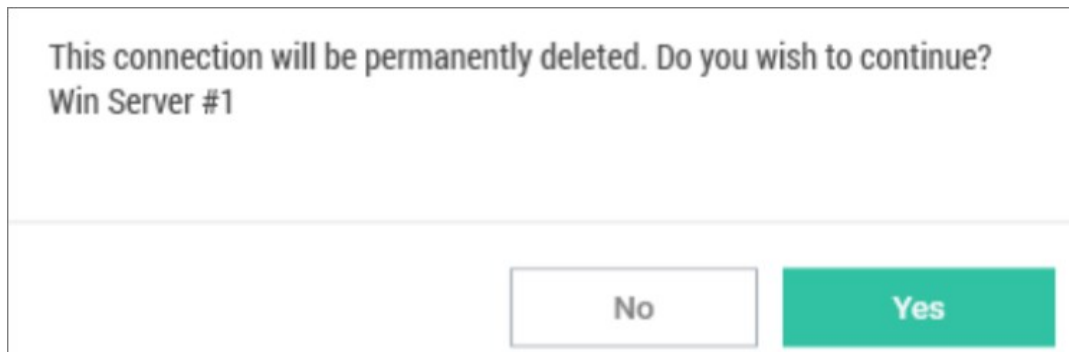 This connection will be permanently deleted. Do you wish to continue?
Win Server #1
No
Yes